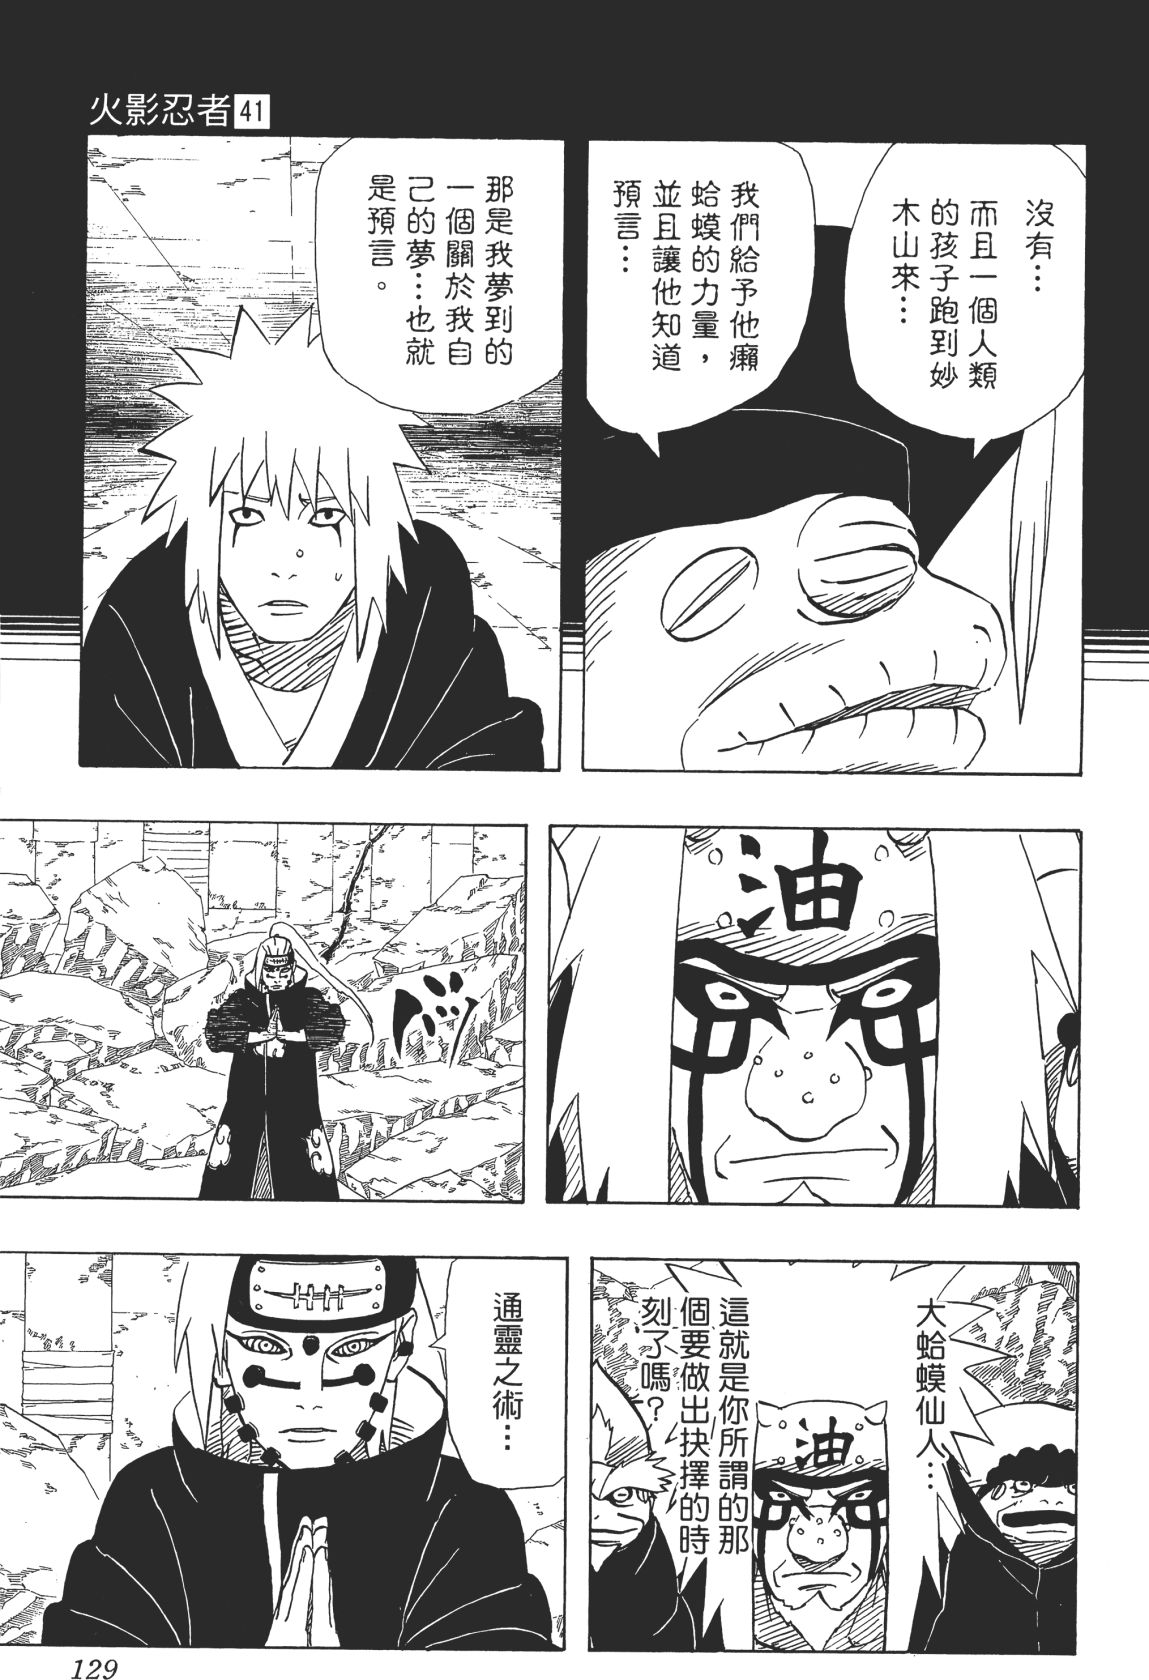 火影忍者41
沒有…
而且一個人類
的孩子跑到妙
木山來…
我們給予他癩
蛤蟆的力量，
並且讓他知道
預言…
那是我夢到的
一個關於我自
己的夢…也就
是預言。
油
大蛤蟆仙人…
這就是你所謂的那
個要做出抉擇的時
刻了嗎？
油
通靈之術…
129